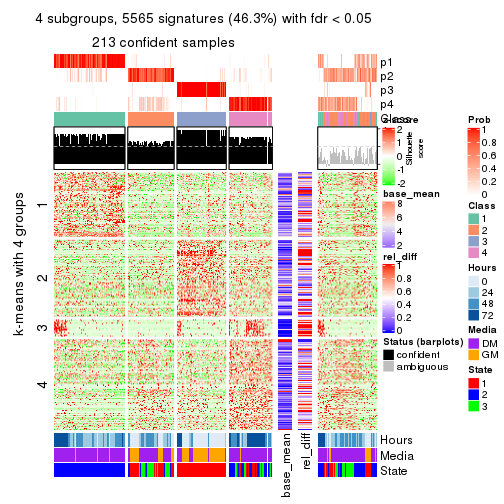 4 subgroups, 5565 signatures (46.3%) with fdr < 0.05
213 confident samples
p1
p2
p3
p4
Class
Silhouette
score
k-means with 4 groups
1
2
3
4
base_mean
rel_diff
Hours
Media
State
z-score
2
1
0
-1
-2
base_mean
8
6
4
2
rel_diff
1
0.8
0.6
0.4
0.2
0
Status (barplots)
confident
ambiguous
Prob
1
0.8
0.6
0.4
0.2
0
Class
1
2
3
4
Hours
0
24
48
72
Media
DM
GM
State
1
2
3